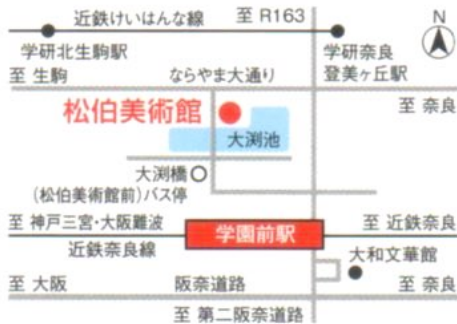 近鉄けいはんな線
至 R163
N
学研北生駒駅
学研奈良
登美ヶ丘駅
至 生駒
ならやま大通り
至 奈良
松伯美術館
大渕池
大渕橋
(松伯美術館前)バス停
至 神戸三宮・大阪難波
学園前駅
至 近鉄奈良
近鉄奈良線
大和文華館
至 大阪
阪奈道路
至 奈良
至 第二阪奈道路